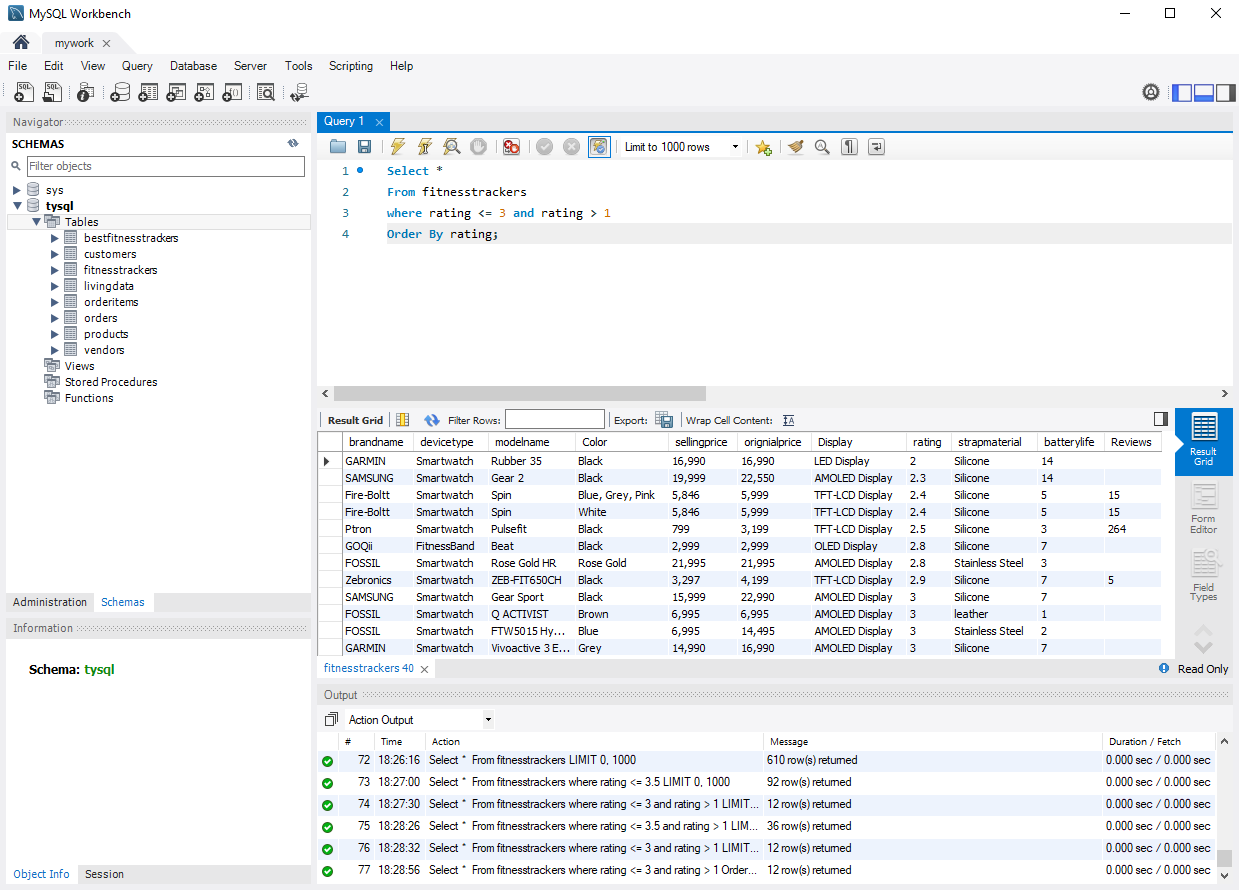 MySQL Workbench
mywork
File Edit View Query Database Server Tools Scripting Help
Navigator
SCHEMAS
Filter objects
sys
tysql
Tables
bestfitnesstrackers
customers
fitnesstrackers
livingdata
orderitems
orders
products
vendors
Views
Stored Procedures
Functions
Administration Schemas
Information
Schema: tysql
Object Info Session
Query 1
Limit to 1000 rows
1 Select *
2 From fitnesstrackers
3 where rating <= 3 and rating > 1
4 Order By rating;
Result Grid Filter Rows: Export: Wrap Cell Content:
brandname devicetype modelname Color sellingprice orignialprice Display rating strapmaterial batterylife Reviews
GARMIN Smartwatch Rubber 35 Black 16,990 16,990 LED Display 2 Silicone 14
SAMSUNG Smartwatch Gear 2 Black 19,999 22,550 AMOLED Display 2.3 Silicone 14
Fire-Boltt Smartwatch Spin Blue, Grey, Pink 5,846 5,999 TFT-LCD Display 2.4 Silicone 5 15
Fire-Boltt Smartwatch Spin White 5,846 5,999 TFT-LCD Display 2.4 Silicone 5 15
Ptron Smartwatch Pulsefit Black 799 3,199 TFT-LCD Display 2.5 Silicone 3 264
GOQii FitnessBand Beat Black 2,999 2,999 OLED Display 2.8 Silicone 7
FOSSIL Smartwatch Rose Gold HR Rose Gold 21,995 21,995 AMOLED Display 2.8 Stainless Steel 3
Zebronics Smartwatch ZEB-FIT650CH Black 3,297 4,199 TFT-LCD Display 2.9 Silicone 7 5
SAMSUNG Smartwatch Gear Sport Black 15,999 22,990 AMOLED Display 3 Silicone 7
FOSSIL Smartwatch Q ACTIVIST Brown 6,995 6,995 AMOLED Display 3 leather 1
FOSSIL Smartwatch FTW5015 Hy... Blue 6,995 14,495 AMOLED Display 3 Stainless Steel 2
GARMIN Smartwatch Vivoactive 3 E... Grey 14,990 16,990 AMOLED Display 3 Silicone 7
Result
Grid
Form
Editor
Field
Types
fitnesstrackers 40
Read Only
Output
Action Output
# Time Action Message Duration / Fetch
72 18:26:16 Select * From fitnesstrackers LIMIT 0, 1000 610 row(s) returned 0.000 sec / 0.000 sec
73 18:27:00 Select * From fitnesstrackers where rating <= 3.5 LIMIT 0, 1000 92 row(s) returned 0.000 sec / 0.000 sec
74 18:27:30 Select * From fitnesstrackers where rating <= 3 and rating > 1 LIMIT... 12 row(s) returned 0.000 sec / 0.000 sec
75 18:28:26 Select * From fitnesstrackers where rating <= 3.5 and rating > 1 LIM... 36 row(s) returned 0.000 sec / 0.000 sec
76 18:28:32 Select * From fitnesstrackers where rating <= 3 and rating > 1 LIMIT... 12 row(s) returned 0.000 sec / 0.000 sec
77 18:28:56 Select * From fitnesstrackers where rating <= 3 and rating > 1 Order... 12 row(s) returned 0.000 sec / 0.000 sec